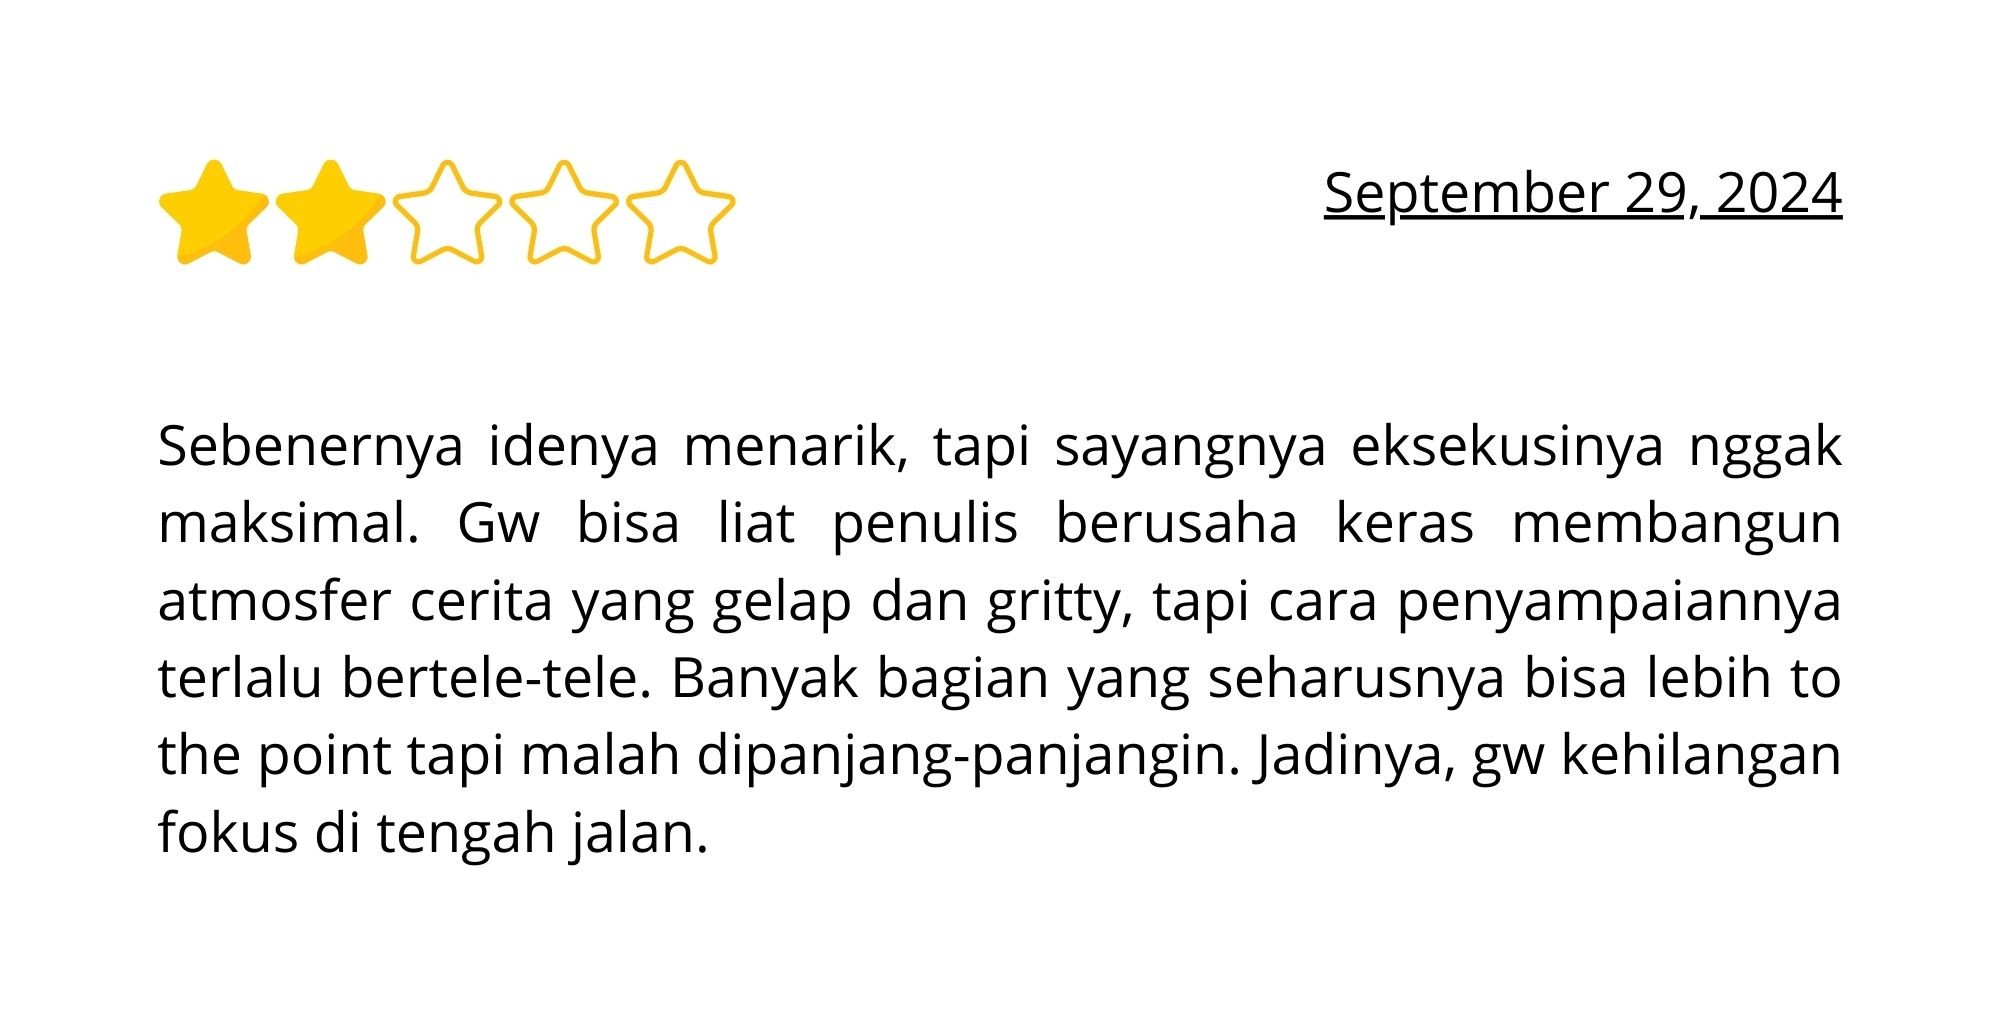 September 29, 2024
Sebenernya idenya menarik, tapi sayangnya eksekusinya nggak
maksimal. Gw bisa liat penulis berusaha keras membangun
atmosfer cerita yang gelap dan gritty, tapi cara penyampaiannya
terlalu bertele-tele. Banyak bagian yang seharusnya bisa lebih to
the point tapi malah dipanjang-panjangin. Jadinya, gw kehilangan
fokus di tengah jalan.